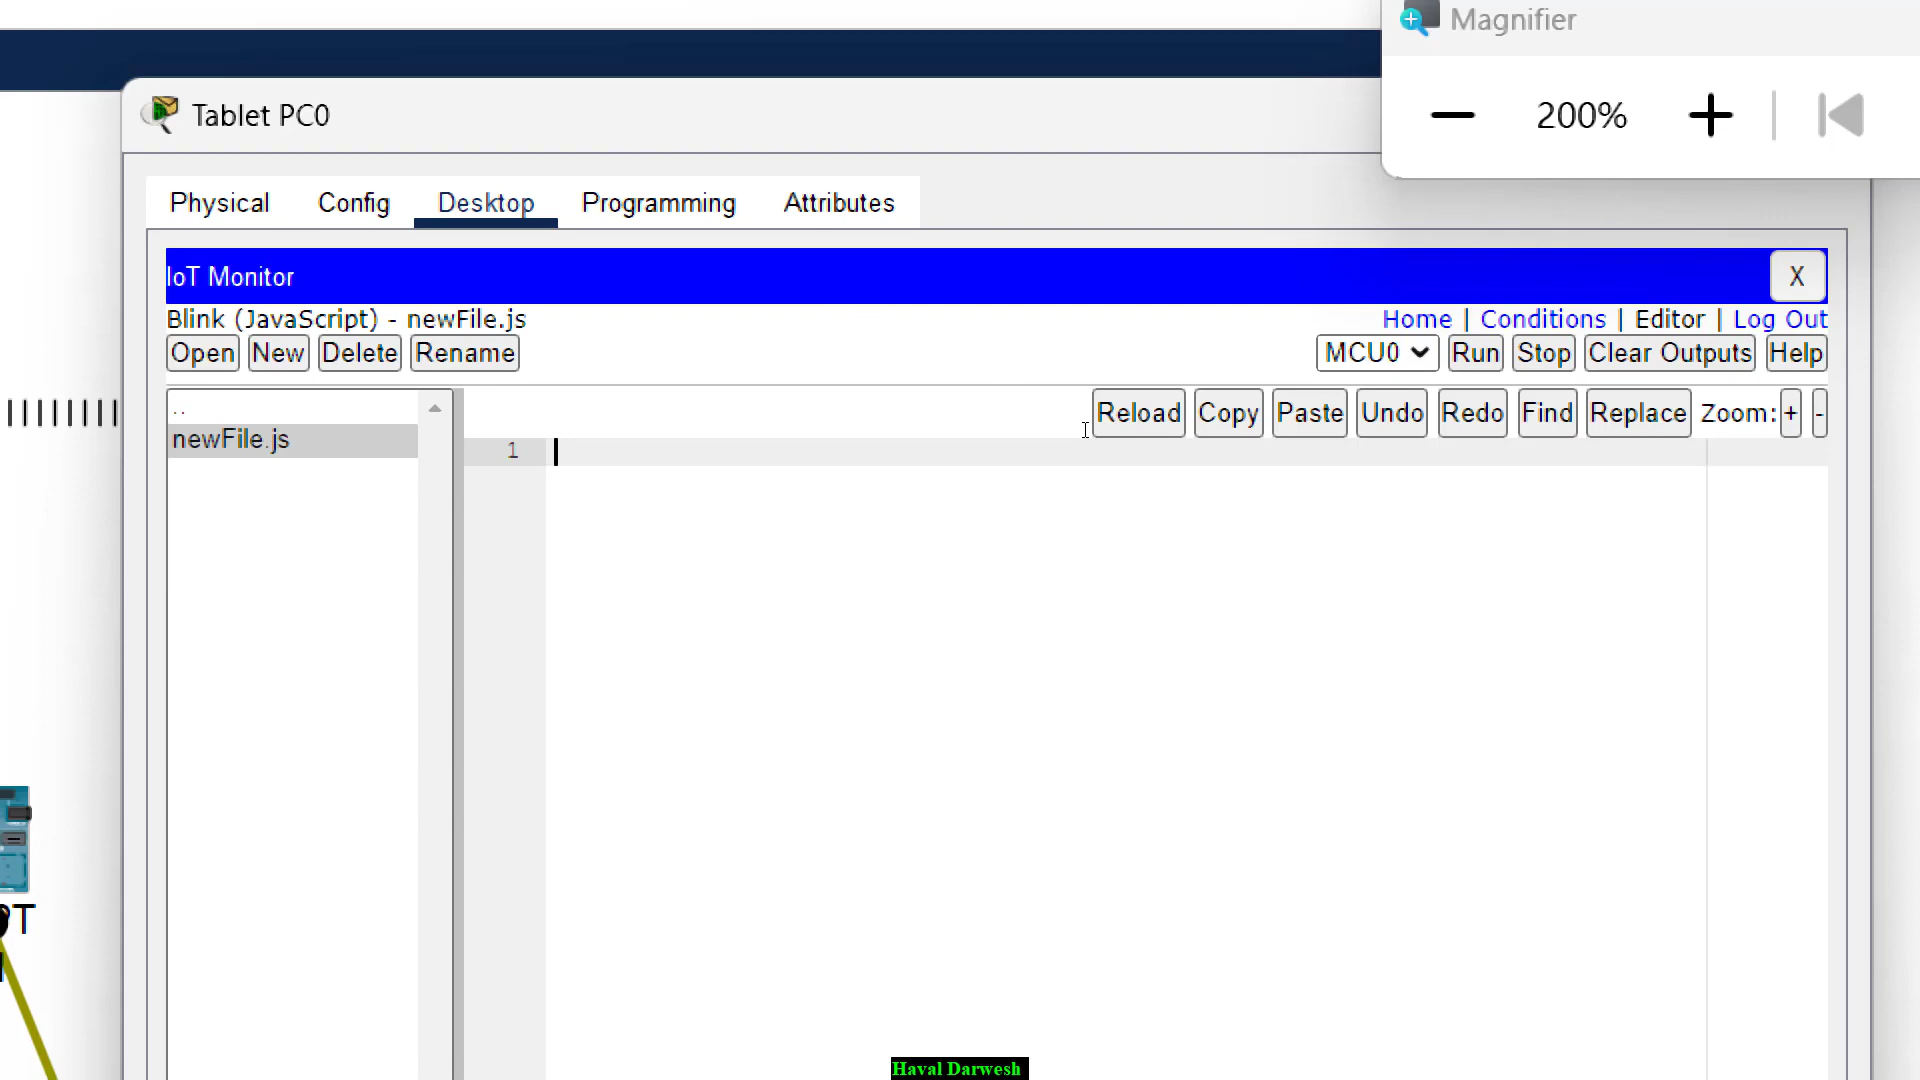 Magnifier
200%
Tablet PC0
Physical Config Desktop Programming Attributes
IoT Monitor X
Blink (JavaScript) - newFile.js Home | Conditions | Editor | Log Out
Open New Delete Rename MCU0 Run Stop Clear Outputs Help
..
Reload Copy Paste Undo Redo Find Replace Zoom: + -
newFile.js
1
Haval Darwesh